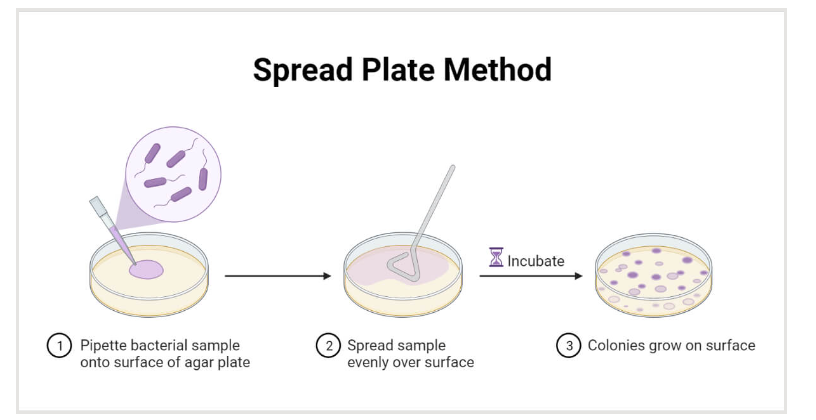 Spread Plate Method
Incubate
1 Pipette bacterial sample
onto surface of agar plate
2 Spread sample
evenly over surface
3 Colonies grow on surface